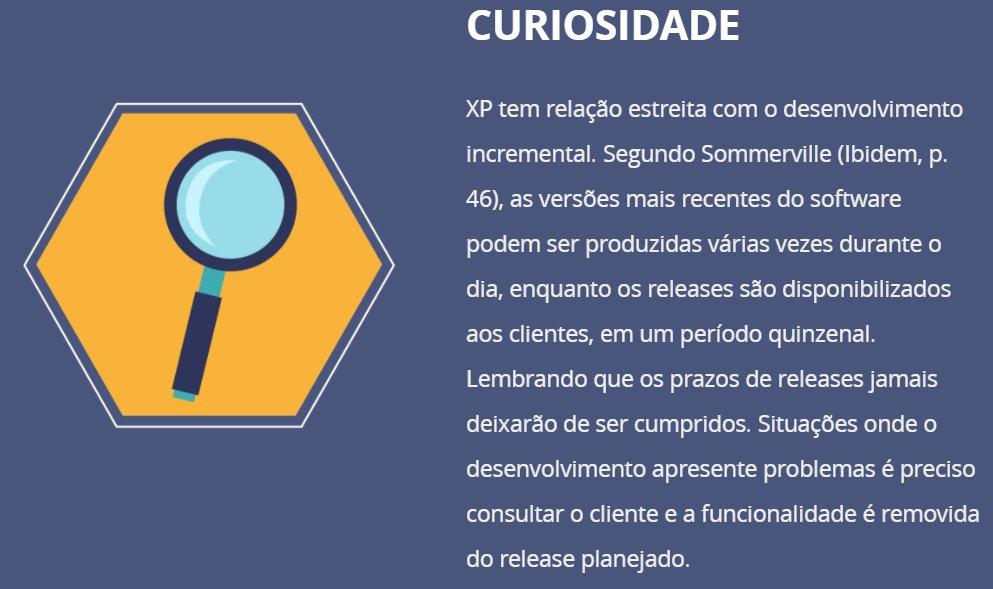 CURIOSIDADE
XP tem relação estreita com o desenvolvimento
incremental. Segundo Sommerville (Ibidem, p.
46), as versões mais recentes do software
podem ser produzidas várias vezes durante o
dia, enquanto os releases são disponibilizados
aos clientes, em um período quinzenal.
Lembrando que os prazos de releases jamais
deixarão de ser cumpridos. Situações onde o
desenvolvimento apresente problemas é preciso
consultar o cliente e a funcionalidade é removida
do release planejado.